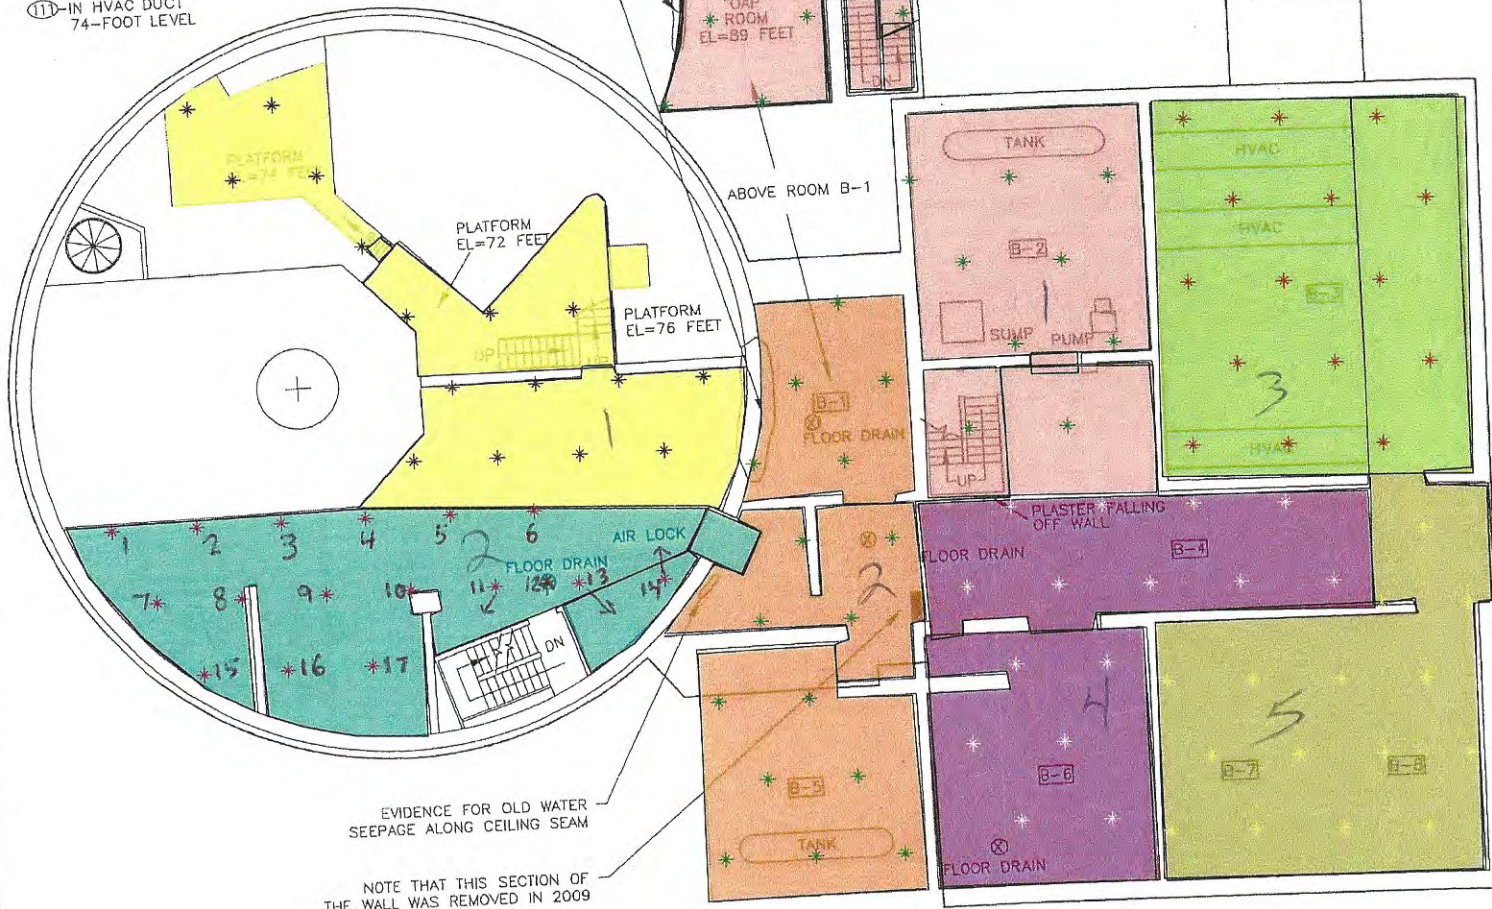 111-IN HVAC DUCT
74-FOOT LEVEL
ROOM
EL=89 FEET
DN
TANK
HVAC
ABOVE ROOM B-1
PLATFORM
EL=74 FEET
PLATFORM
EL=72 FEET
B-2
HVAC
1
B-3
PLATFORM
EL=76 FEET
SUMP
PUMP
UP
UP
3
B-1
FLOOR DRAIN
1
HVAC
UP
PLASTER FALLING
OFF WALL
1
2
3
4
5
2
6
AIR LOCK
FLOOR DRAIN
FLOOR DRAIN
B-4
7
8
9
10
11
12
13
14
2
DN
15
16
17
4
5
B-5
B-6
B-7
B-8
TANK
FLOOR DRAIN
EVIDENCE FOR OLD WATER
SEEPAGE ALONG CEILING SEAM
NOTE THAT THIS SECTION OF
THE WALL WAS REMOVED IN 2009